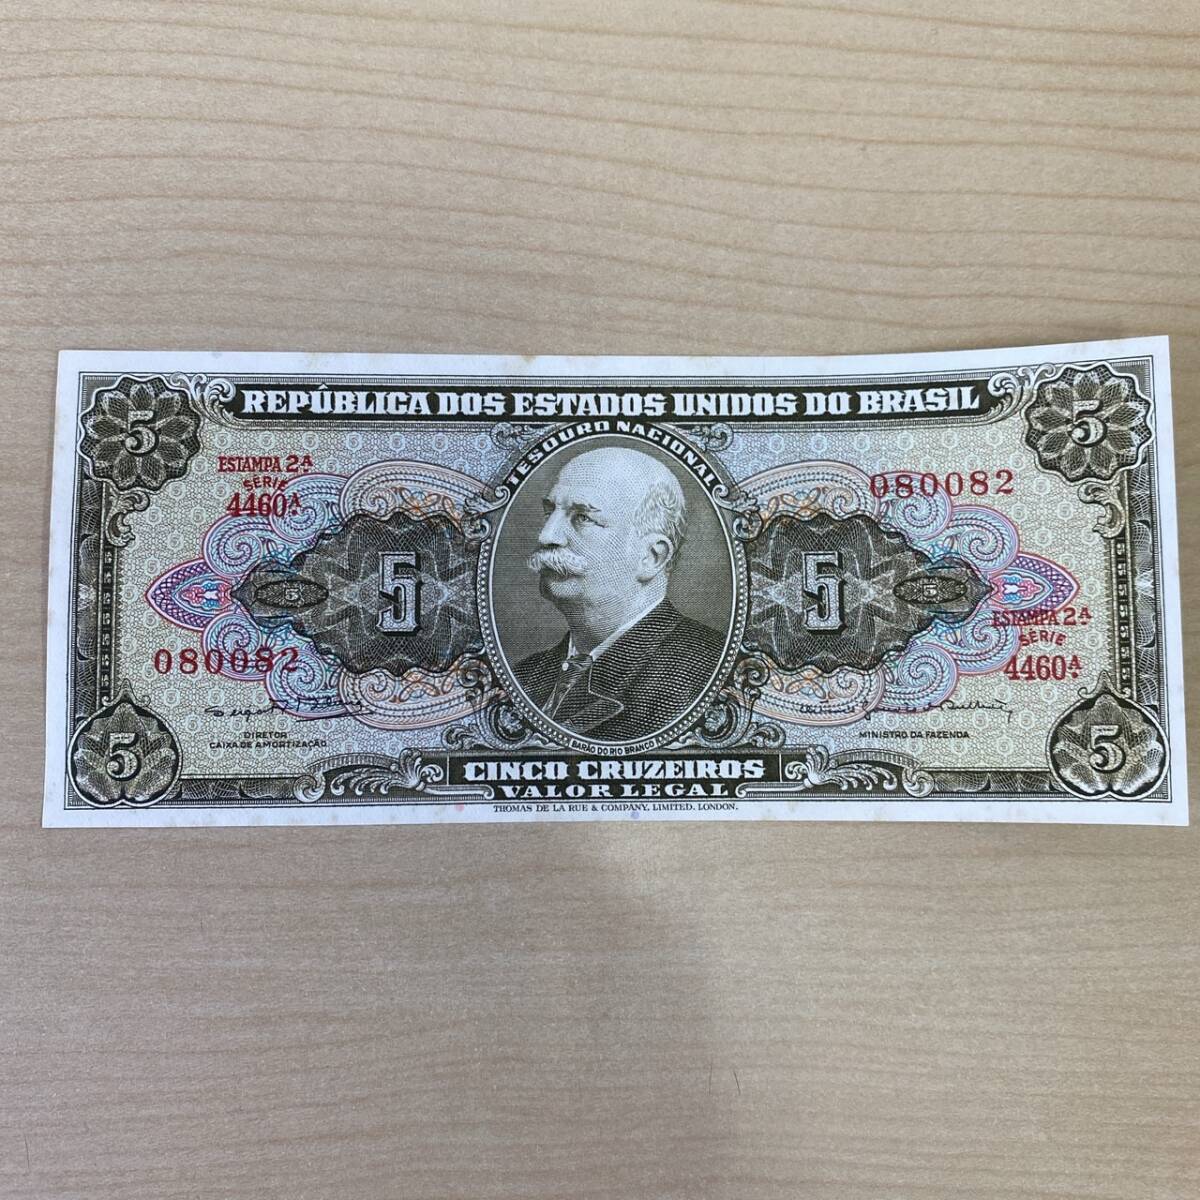 REPÚBLICA DOS ESTADOS UNIDOS DO BRASIL
TESOURO NACIONAL
5
5
ESTAMPA 2ª
SÉRIE
4460ª
080082
5
5
5
5
ESTAMPA 2ª
SÉRIE
4460ª
080082
DIRETOR
CAIXA DE AMORTIZAÇÃO
MINISTRO DA FAZENDA
BARÃO DO RIO BRANCO
5
5
CINCO CRUZEIROS
VALOR LEGAL
THOMAS DE LA RUE & COMPANY, LIMITED. LONDON.